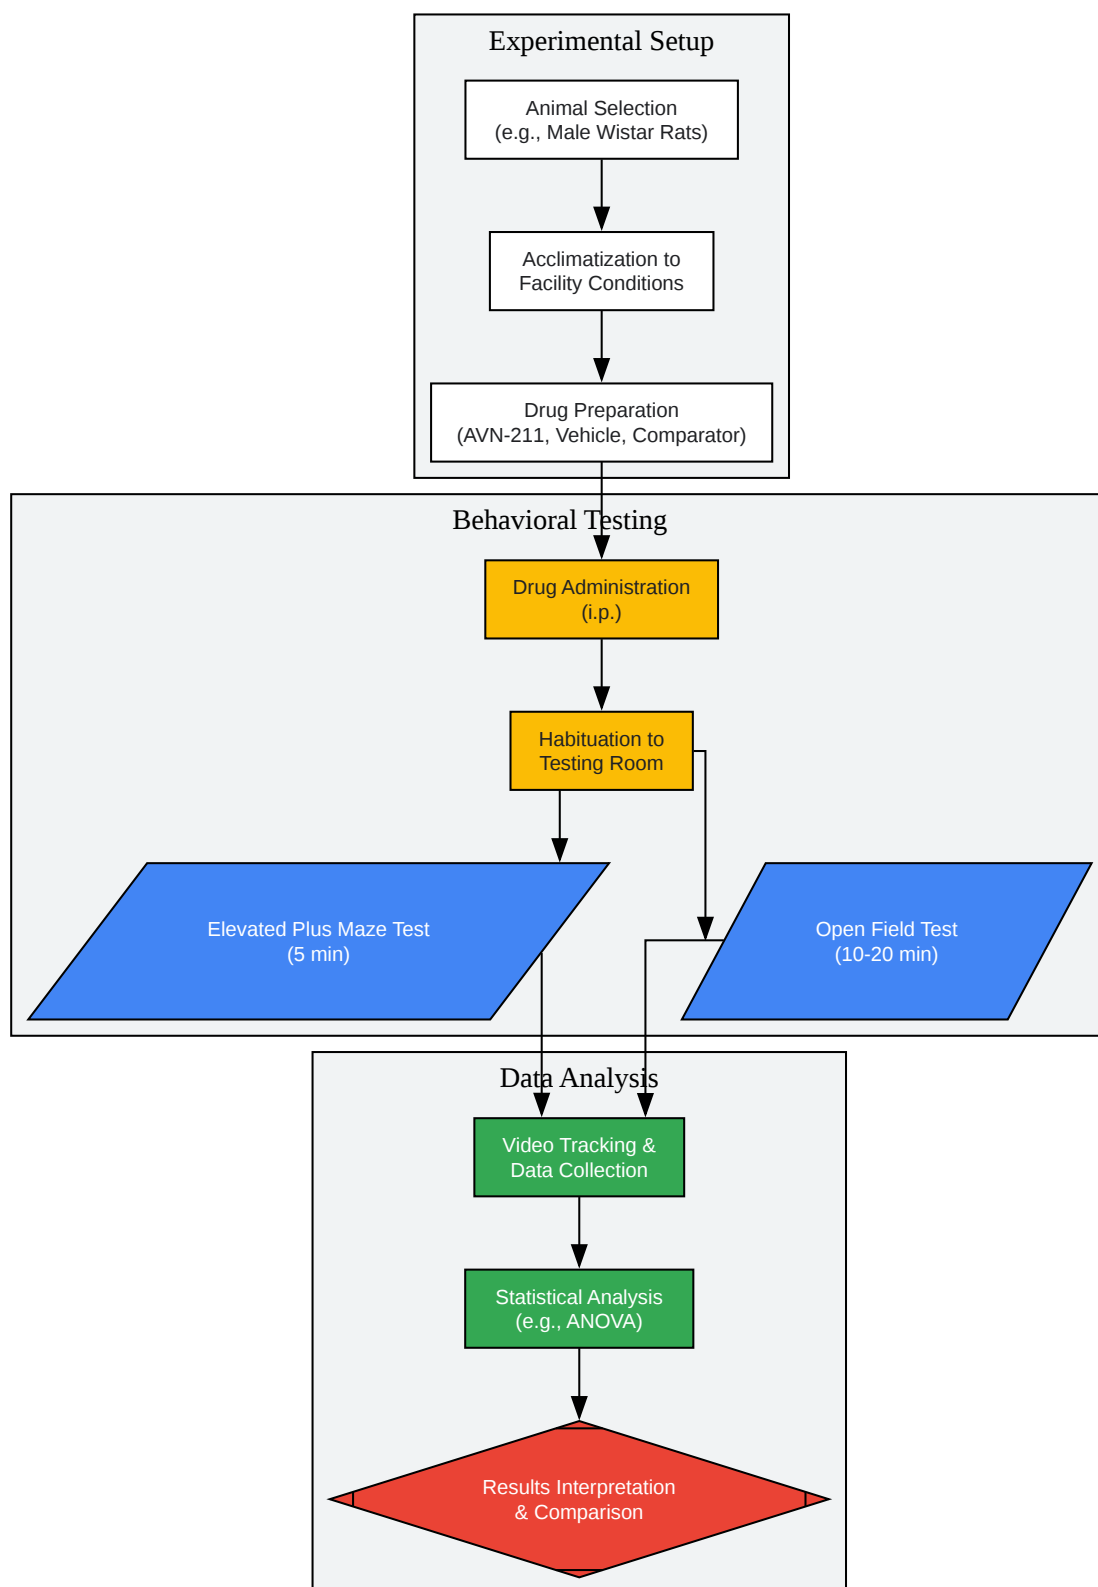 Experimental Setup
Animal Selection
(e.g., Male Wistar Rats)
Acclimatization to
Facility Conditions
Drug Preparation
(AVN-211, Vehicle, Comparator)
Behavioral Testing
Drug Administration
(i.p.)
Habituation to
Testing Room
Elevated Plus Maze Test
(5 min)
Open Field Test
(10-20 min)
Data Analysis
Video Tracking &
Data Collection
Statistical Analysis
(e.g., ANOVA)
Results Interpretation
& Comparison